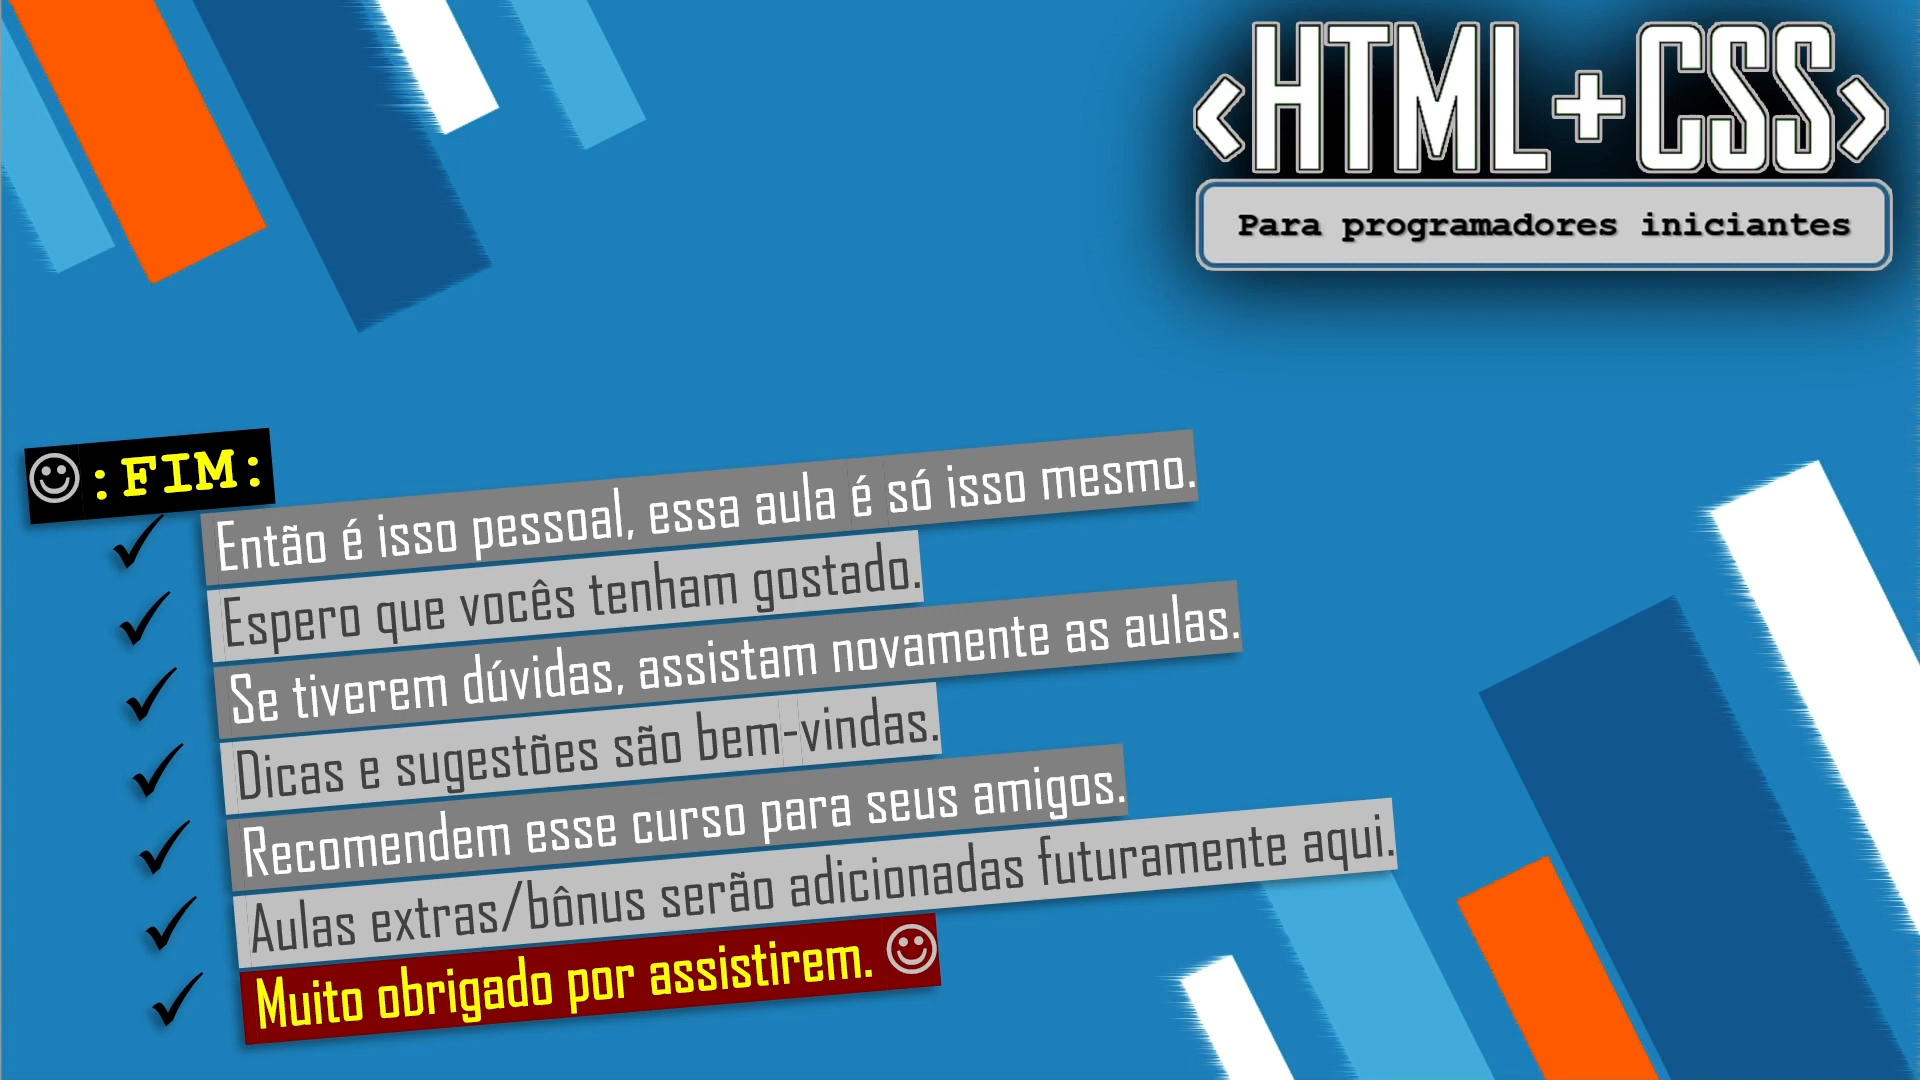 <HTML+CSS>
Para programadores iniciantes
☺:FIM:
✓ Então é isso pessoal, essa aula é só isso mesmo.
✓ Espero que vocês tenham gostado.
✓ Se tiverem dúvidas, assistam novamente as aulas.
✓ Dicas e sugestões são bem-vindas.
✓ Recomendem esse curso para seus amigos.
✓ Aulas extras/bônus serão adicionadas futuramente aqui.
✓ Muito obrigado por assistirem. ☺